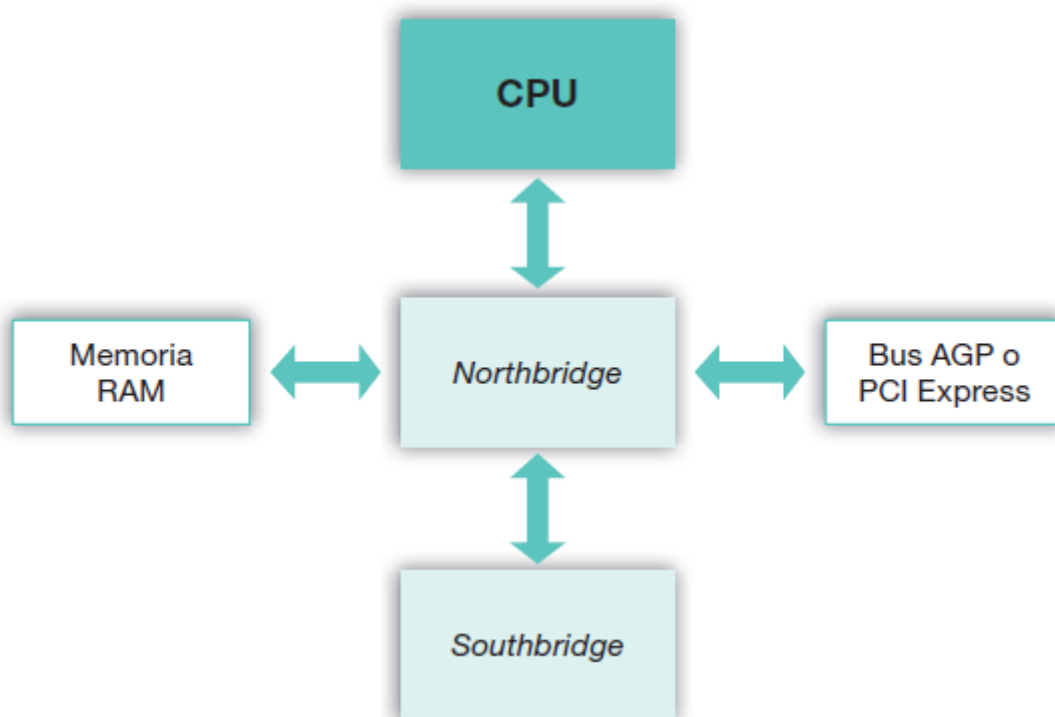 CPU
Memoria
RAM
Northbridge
Bus AGP o
PCI Express
Southbridge